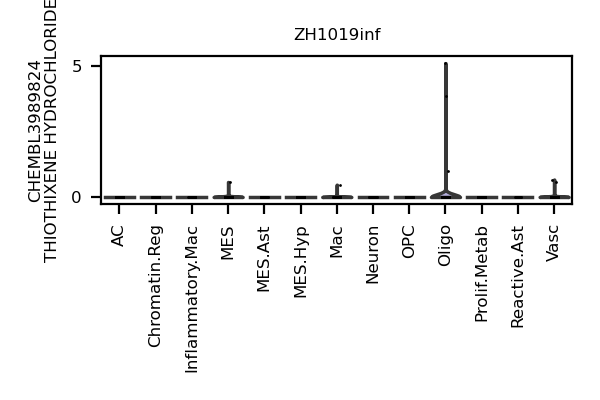 ZH1019inf
CHEMBL3989824
THIOTHIXENE HYDROCHLORIDE
5
0
AC
Chromatin.Reg
Inflammatory.Mac
MES
MES.Ast
MES.Hyp
Mac
Neuron
OPC
Oligo
Prolif.Metab
Reactive.Ast
Vasc